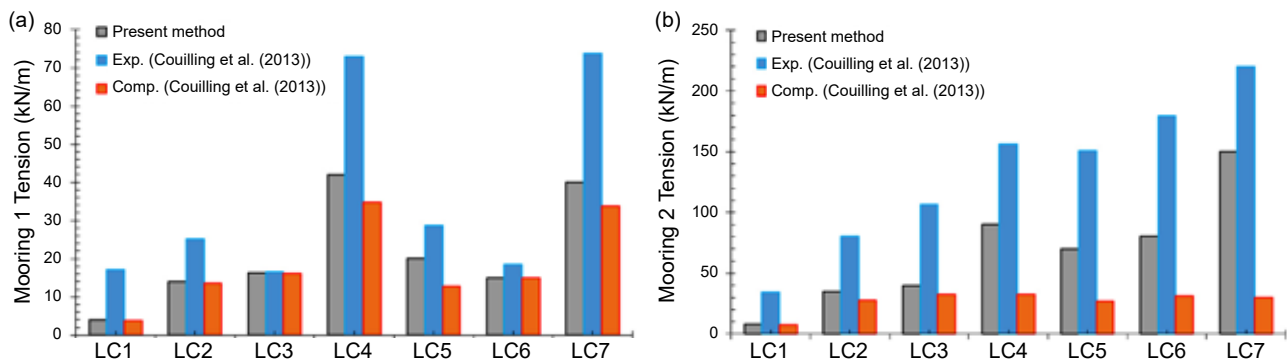 (a)
Mooring 1 Tension (kN/m)
80
70
60
50
40
30
20
10
0
Present method
Exp. (Couilling et al. (2013))
Comp. (Couilling et al. (2013))
LC1 LC2 LC3 LC4 LC5 LC6 LC7
(b)
Mooring 2 Tension (kN/m)
250
200
150
100
50
0
Present method
Exp. (Couilling et al. (2013))
Comp. (Couilling et al. (2013))
LC1 LC2 LC3 LC4 LC5 LC6 LC7